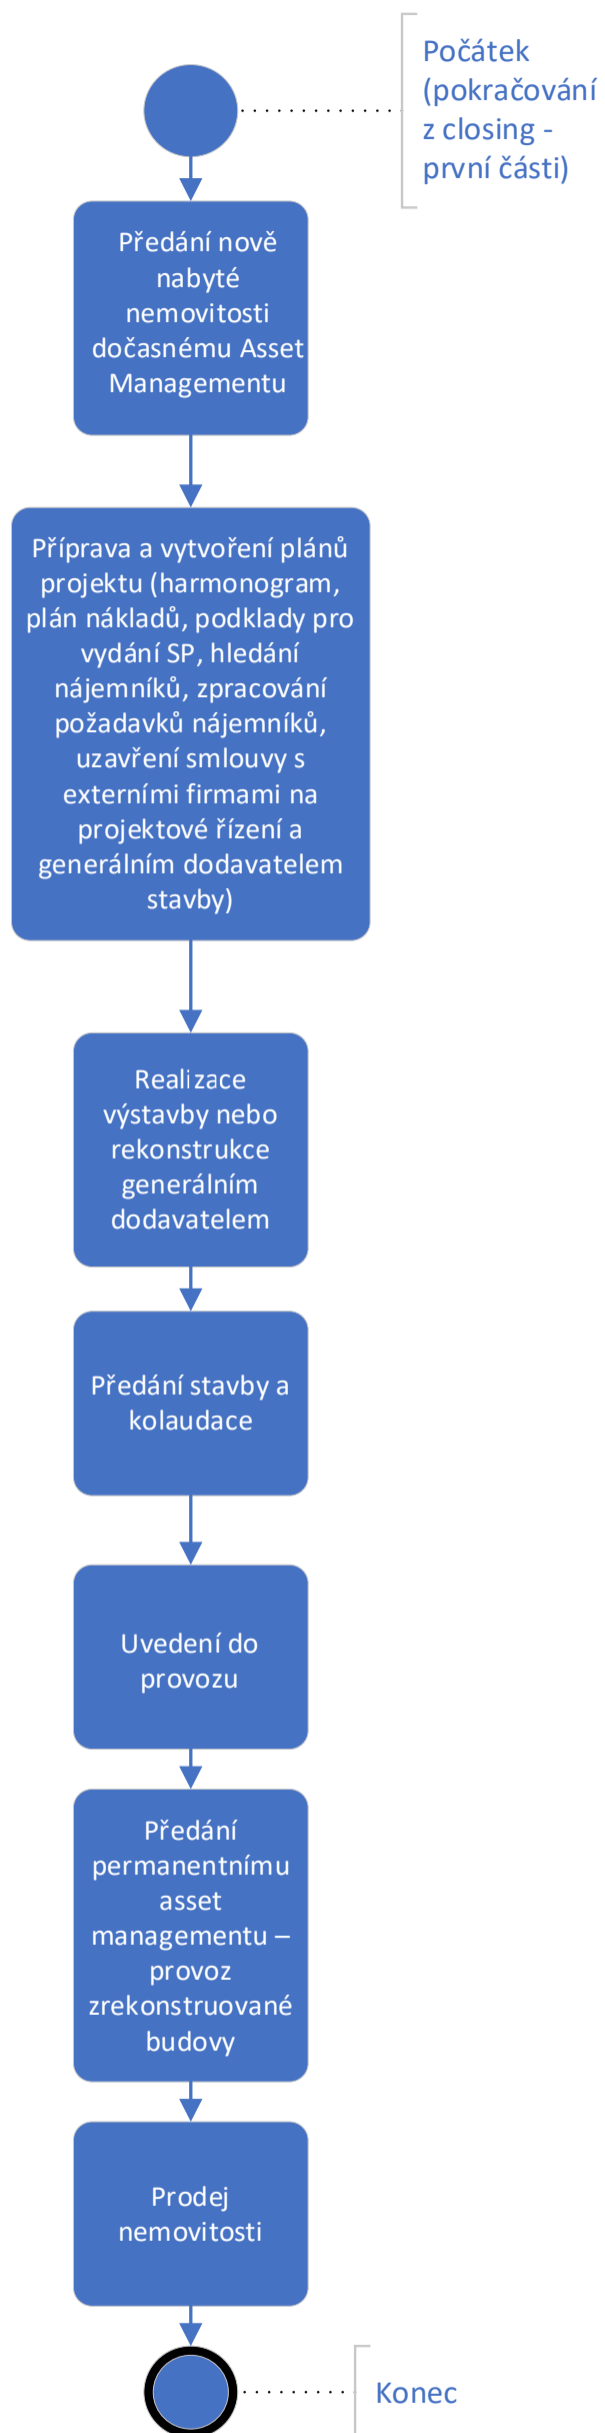 Počátek
(pokračování
z closing -
první části)
Předání nově
nabyté
nemovitosti
dočasnému Asset
Managementu
Příprava a vytvoření plánů
projektu (harmonogram,
plán nákladů, podklady pro
vydání SP, hledání
nájemníků, zpracování
požadavků nájemníků,
uzavření smlouvy s
externími firmami na
projektové řízení a
generálním dodavatelem
stavby)
Realizace
výstavby nebo
rekonstrukce
generálním
dodavatelem
Předání stavby a
kolaudace
Uvedení do
provozu
Předání
permanentnímu
asset
managementu –
provoz
zrekonstruované
budovy
Prodej
nemovitosti
Konec